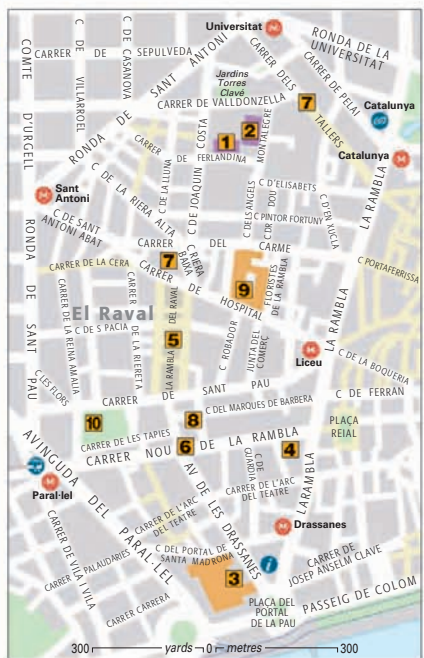 Universitat
RONDA DE LA
UNIVERSITAT
COMTE D'URGELL
C DE VILLARROEL
C DE CASANOVA
CARRER DE SEPULVEDA
RONDA DE SANT ANTONI
Jardins
Torres
Clavé
CARRER DELS TALLERS
CARRER DE PELAI
CARRER DE VALLDONZELLA
7
Catalunya
2
MONTALEGRE
1
Catalunya
CARRER DE FERLANDINA
C DE JOAQUIN COSTA
C DE LA LLUNA
C DE LA RIERA ALTA
Sant
Antoni
C DE SANT
ANTONI ABAT
C D'ELISABETS
C DELS ANGELS
C PINTOR FORTUNY
C D'EN XUCLA
LA RAMBLA
CARRER DEL CARME
C RIERA
BAIXA
7
CARRER DE LA CERA
CARRER DE HOSPITAL
9
FLORISTES
DE LA RAMBLA
C PORTAFERRISSA
RONDA DE SANT PAU
El Raval
CARRER DE LA REINA AMALIA
C DE S PACIA
CARRER DE LA RIERETA
LA RAMBLA DEL RAVAL
5
C ROBADOR
JUNTA DEL
COMERÇ
LA RAMBLA
Liceu
C DE LA BOQUERIA
C LES FLORS
CARRER DE SANT PAU
C DE FERRAN
C DEL MARQUES DE BARBERA
8
10
PLAÇA
REIAL
CARRER DE LES TAPIES
CARRER NOU DE LA RAMBLA
6
4
AVINGUDA DEL PARAL.LEL
Paral·lel
AV DE LES DRASSANES
C DE
GUARDIA
CARRER DE L'ARC
DEL TEATRE
LA RAMBLA
CARRER DE L'ARC
DEL TEATRE
Drassanes
CARRER DE VILA I VILA
CARRER PALAUDARIES
C DEL PORTAL DE
SANTA MADRONA
3
CARRER DE
JOSEP ANSELM CLAVE
CARRER CARRERA
PLAÇA DEL
PORTAL
DE LA PAU
PASSEIG DE COLOM
300 yards 0 metres 300